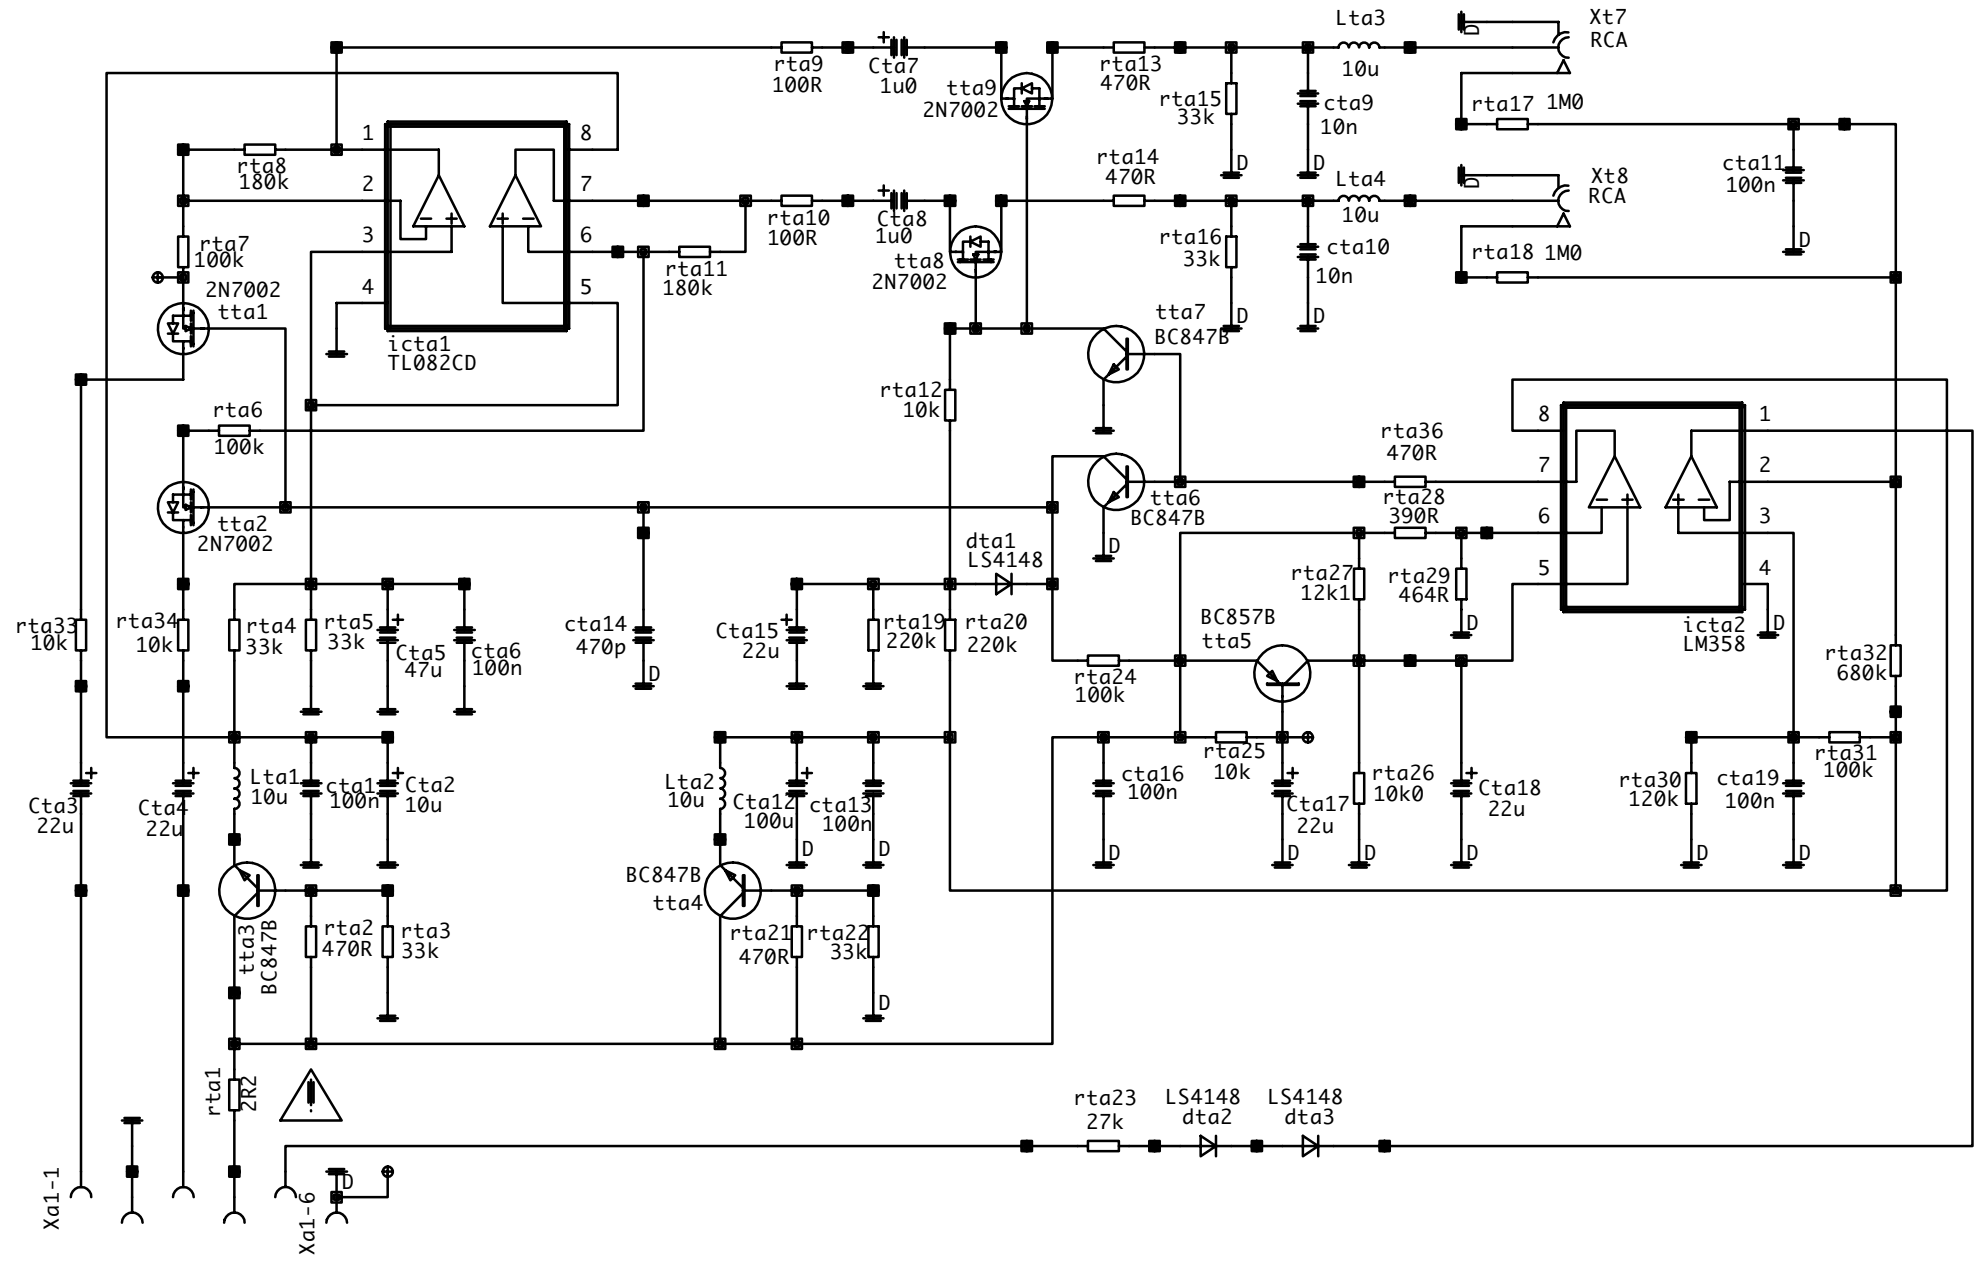 Lta3
Xt7
RCA
D
rta9
100R
+
Cta7
1u0
rta13
470R
10u
tta9
2N7002
rta15
33k
cta9
10n
rta17 1M0
1
8
rta8
180k
D
D
rta14
470R
Lta4
D
Xt8
RCA
cta11
100n
2
7
+
rta10
100R
Cta8
1u0
10u
3
6
rta7
100k
rta11
180k
tta8
2N7002
rta16
33k
cta10
10n
rta18 1M0
D
4
5
2N7002
tta1
icta1
TL082CD
tta7
BC847B
D
D
rta12
10k
rta6
100k
8
1
rta36
470R
7
2
tta6
BC847B
rta28
390R
6
3
tta2
2N7002
dta1
LS4148
D
5
4
rta27
12k1
rta29
464R
rta33
10k
rta34
10k
rta4
33k
rta5
33k
+
Cta5
47u
cta6
100n
cta14
470p
D
Cta15
22u
+
rta19
220k
rta20
220k
BC857B
tta5
D
icta2
LM358
D
rta32
680k
rta24
100k
rta25
10k
rta31
100k
+
Cta3
22u
+
Cta4
22u
Lta1
10u
cta1
100n
+
Cta2
10u
Lta2
10u
+
Cta12
100u
cta13
100n
cta16
100n
+
Cta17
22u
rta26
10k0
+
Cta18
22u
rta30
120k
cta19
100n
D
D
D
D
D
D
D
D
BC847B
tta4
tta3
BC847B
rta2
470R
rta3
33k
rta21
470R
rta22
33k
D
rta1
2R2
!
rta23
27k
LS4148
dta2
LS4148
dta3
Xa1-1
Xa1-6
D